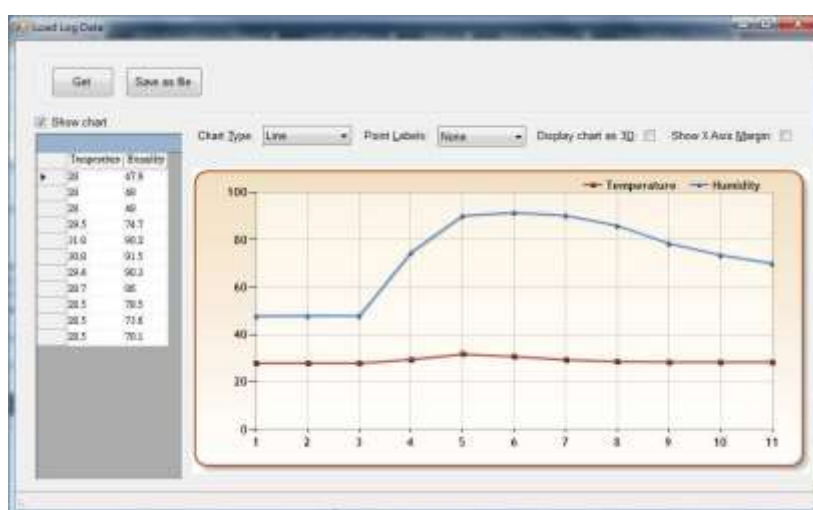 Load Log Data
Get Save as file
Show chart
Chart Type Line Point Labels None Display chart as 3D Show X Axis Margin
28 47.9
28 48
28 48
29.5 74.7
31.8 90.2
30.8 91.5
29.6 90.3
28.7 86
28.5 78.5
28.5 73.6
28.5 70.1
Temperature Humidity
100
80
60
40
20
0
1 2 3 4 5 6 7 8 9 10 11